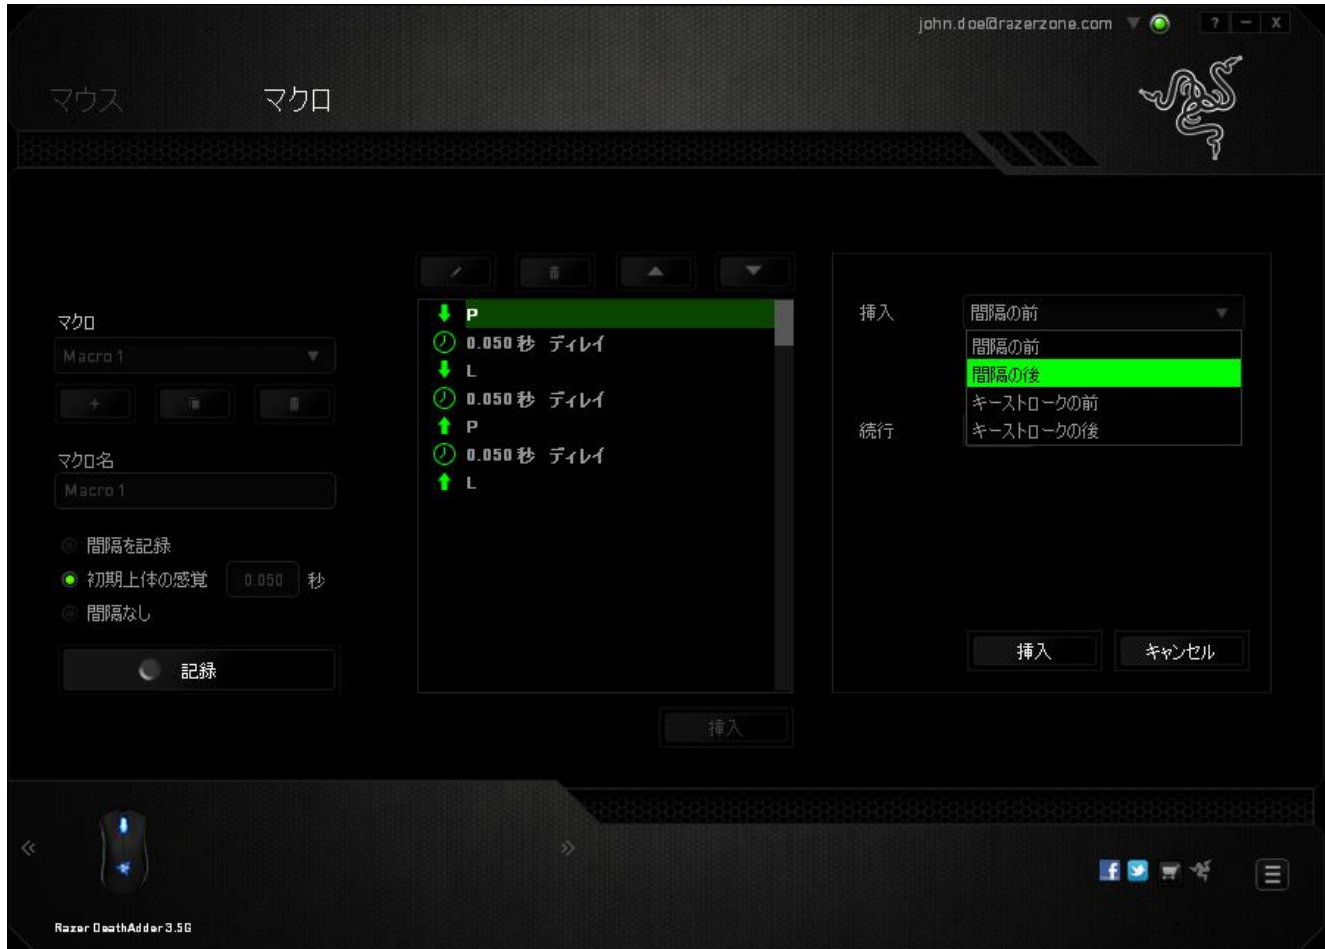 john.doe@razerzone.com
? - X
マウス
マクロ
マクロ
Macro 1
マクロ名
Macro 1
間隔を記録
初期上体の感覚 0.050 秒
間隔なし
記録
P
0.050 秒 ディレイ
L
0.050 秒 ディレイ
P
0.050 秒 ディレイ
L
挿入
挿入
間隔の前
間隔の前
間隔の後
キーストロークの前
キーストロークの後
続行
挿入
キャンセル
Razer DeathAdder 3.5G